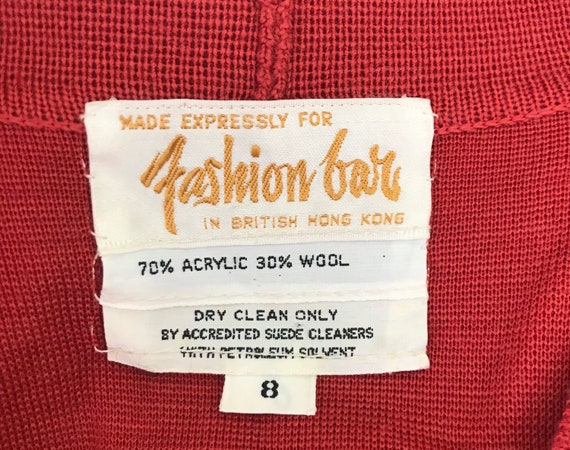 MADE EXPRESSLY FOR
fashion bar
IN BRITISH HONG KONG
70% ACRYLIC 30% WOOL
DRY CLEAN ONLY
BY ACCREDITED SUEDE CLEANERS
WITH PETROLEUM SOLVENT
8